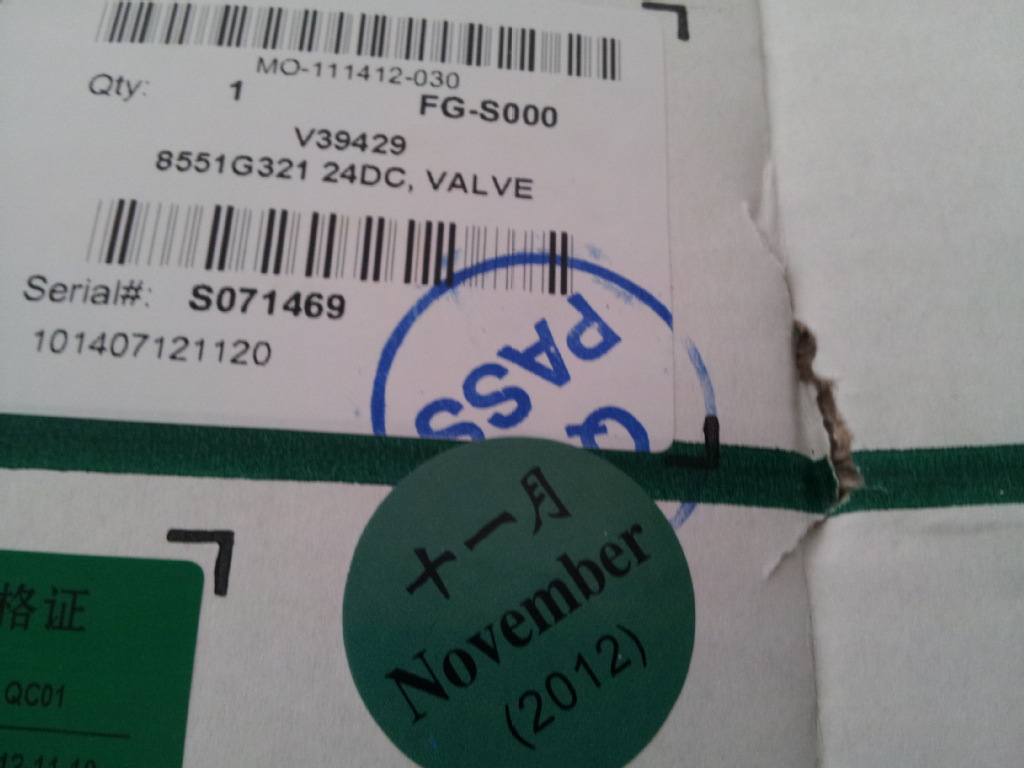 MO-111412-030
Qty: 1
FG-S000
V39429
8551G321 24DC, VALVE
Serial#: S071469
101407121120
PASS
十一月
November
(2012)
格证
QC01